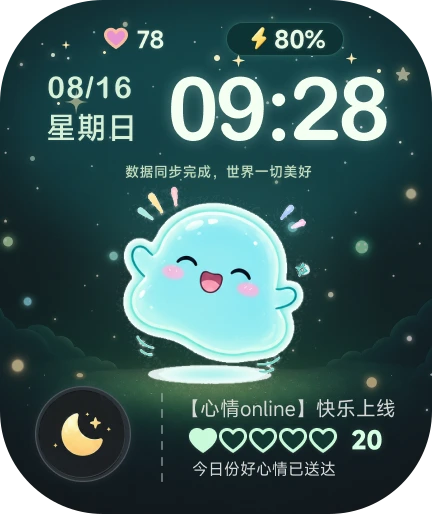 78
80%
08/16
09:28
星期日
数据同步完成，世界一切美好
【心情online】快乐上线
20
今日份好心情已送达